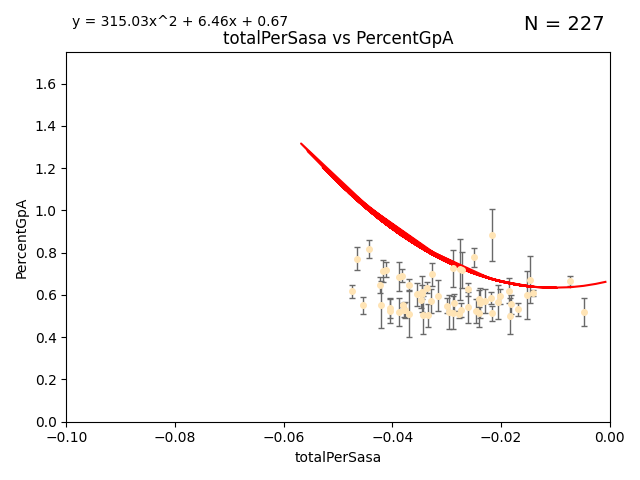 y = 315.03x^2 + 6.46x + 0.67
N = 227
totalPerSasa vs PercentGpA
PercentGpA
1.6
1.4
1.2
1.0
0.8
0.6
0.4
0.2
0.0
−0.10 −0.08 −0.06 −0.04 −0.02 0.00
totalPerSasa